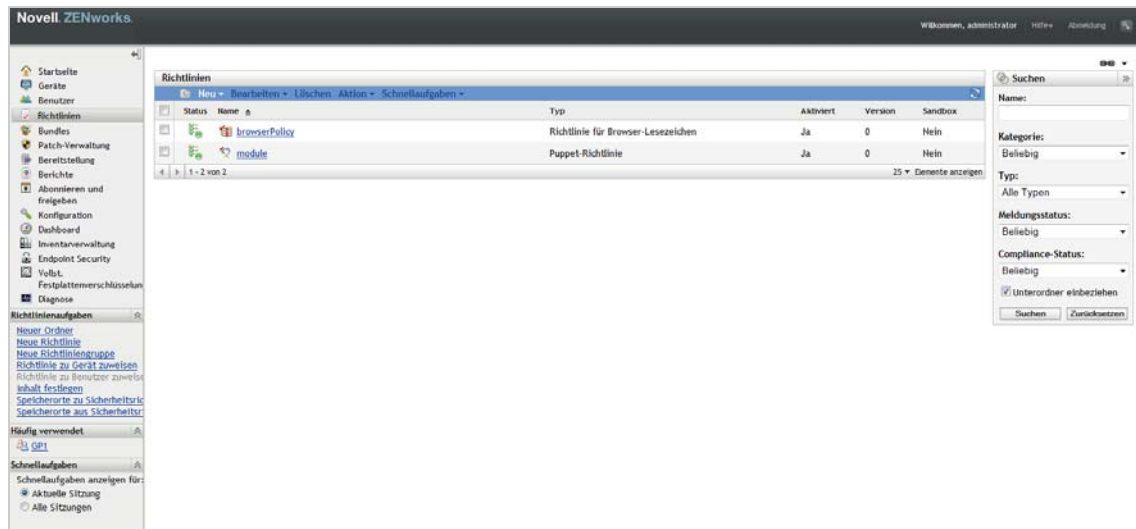 Novell. ZENworks.
Willkommen, administrator Hilfe Abmeldung
Startseite
Geräte
Benutzer
Richtlinien
Bundles
Patch-Verwaltung
Bereitstellung
Berichte
Abonnieren und
freigeben
Konfiguration
Dashboard
Inventarverwaltung
Endpoint Security
Vollst.
Festplattenverschlüsselun
Diagnose
Richtlinienaufgaben
Neuer Ordner
Neue Richtlinie
Neue Richtliniengruppe
Richtlinie zu Gerät zuweisen
Richtlinie zu Benutzer zuweise
Inhalt festlegen
Speicherorte zu Sicherheitsric
Speicherorte aus Sicherheitsr
Häufig verwendet
GP1
Schnellaufgaben
Schnellaufgaben anzeigen für:
Aktuelle Sitzung
Alle Sitzungen
Richtlinien
Neu Bearbeiten Löschen Aktion Schnellaufgaben
Status Name Typ Aktiviert Version Sandbox
browserPolicy Richtlinie für Browser-Lesezeichen Ja 0 Nein
module Puppet-Richtlinie Ja 0 Nein
1 - 2 von 2 25 Elemente anzeigen
Suchen
Name:
Kategorie:
Beliebig
Typ:
Alle Typen
Meldungsstatus:
Beliebig
Compliance-Status:
Beliebig
Unterordner einbeziehen
Suchen Zurücksetzen